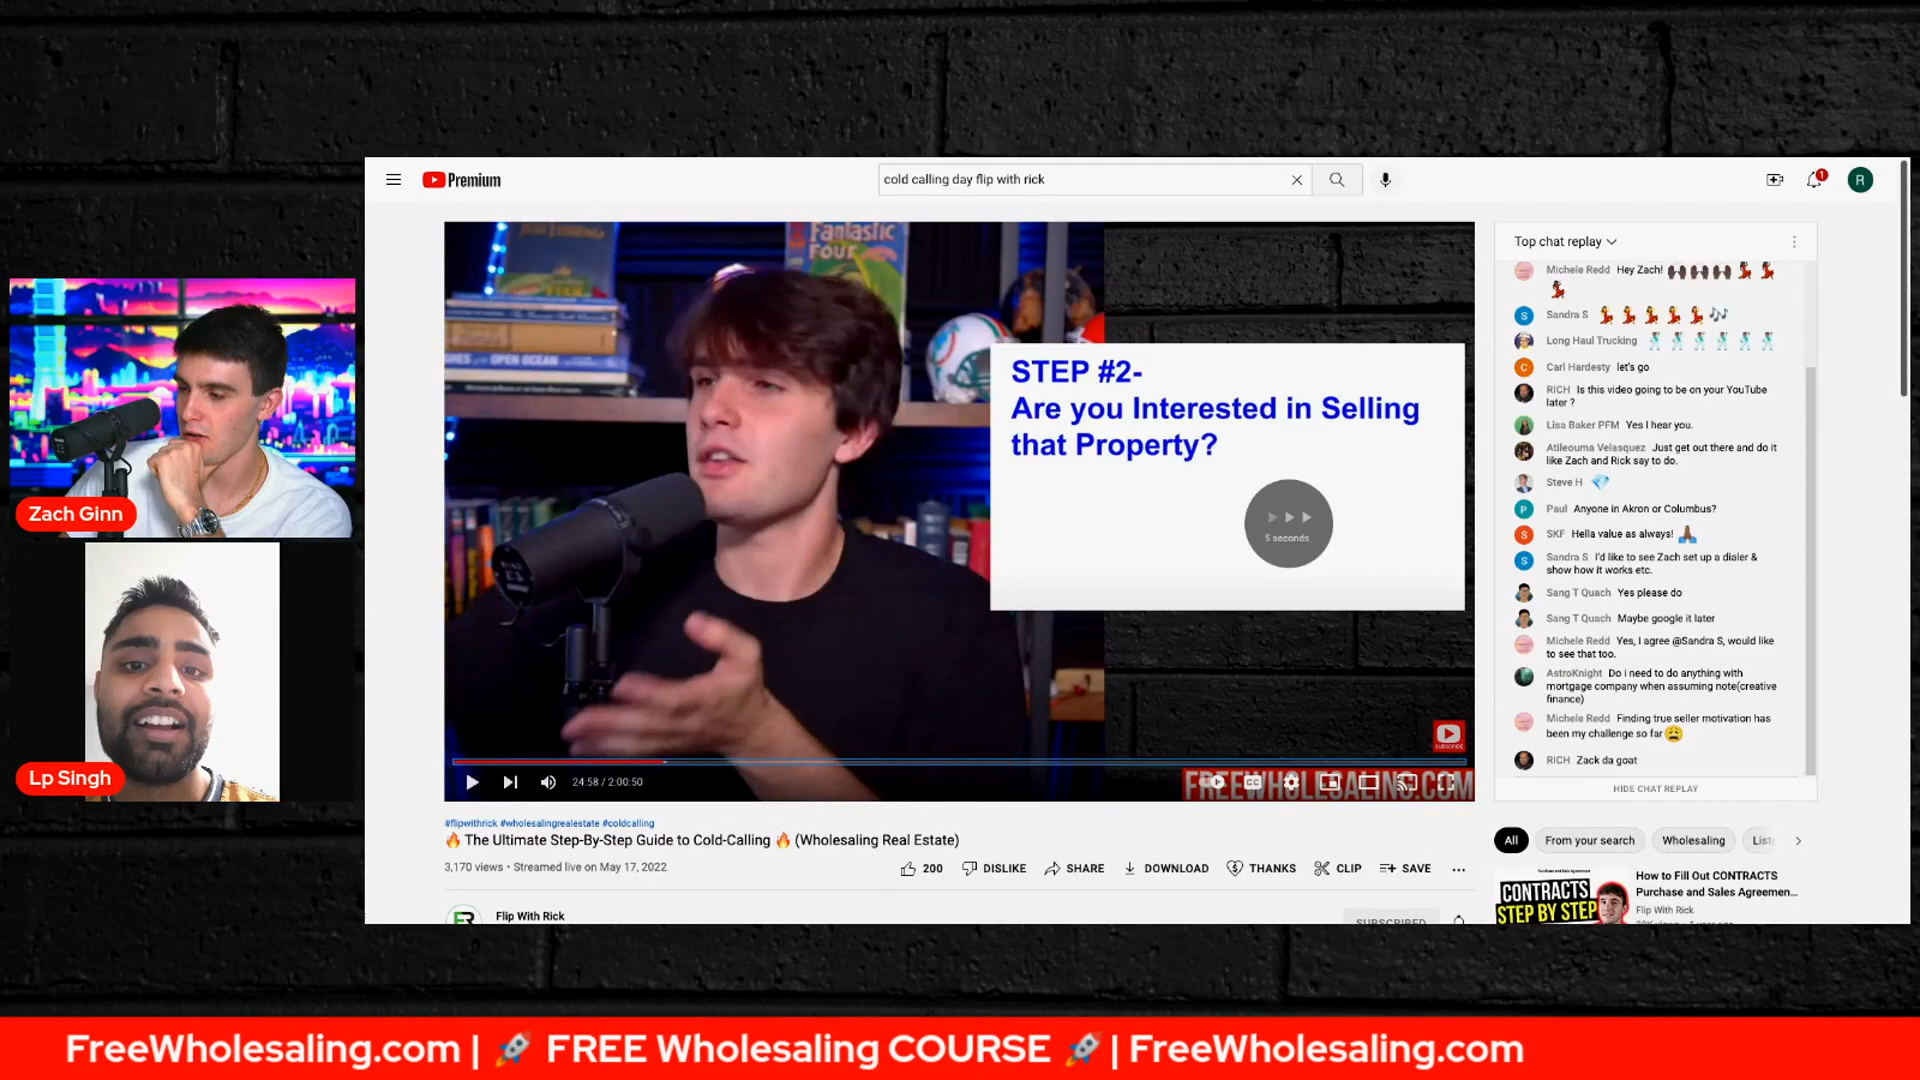 Premium
cold calling day flip with rick
1
R
Fantastic
Four
OPEN OCEAN
STEP #2-
Are you Interested in Selling
that Property?
5 seconds
SUBSCRIBE
24:58 / 2:00:50
CC
FREEWHOLESALING.COM
Top chat replay
Michele Redd Hey Zach!
S Sandra S
Long Haul Trucking
C Carl Hardesty let's go
RICH Is this video going to be on your YouTube
later ?
Lisa Baker PFM Yes I hear you.
Atileouma Velasquez Just get out there and do it
like Zach and Rick say to do.
Steve H
P Paul Anyone in Akron or Columbus?
S SKF Hella value as always!
S Sandra S I'd like to see Zach set up a dialer &
show how it works etc.
Sang T Quach Yes please do
Sang T Quach Maybe google it later
Michele Redd Yes, I agree @Sandra S, would like
to see that too.
AstroKnight Do i need to do anything with
mortgage company when assuming note(creative
finance)
Michele Redd Finding true seller motivation has
been my challenge so far
RICH Zack da goat
HIDE CHAT REPLAY
Zach Ginn
Lp Singh
#flipwithrick #wholesalingrealestate #coldcalling
🔥 The Ultimate Step-By-Step Guide to Cold-Calling 🔥 (Wholesaling Real Estate)
3,170 views • Streamed live on May 17, 2022
200 DISLIKE SHARE DOWNLOAD THANKS CLIP SAVE ...
Flip With Rick
SUBSCRIBED
All From your search Wholesaling
CONTRACTS
STEP BY STEP
How to Fill Out CONTRACTS
Purchase and Sales Agreemen...
Flip With Rick
FreeWholesaling.com | 🚀 FREE Wholesaling COURSE 🚀 | FreeWholesaling.com